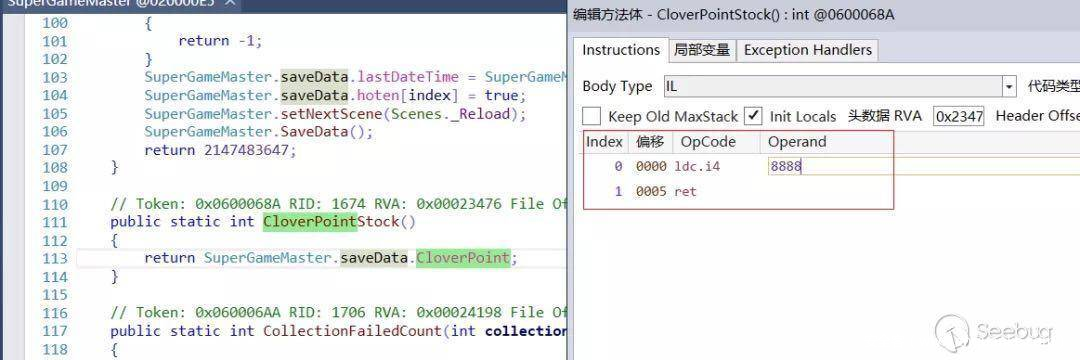 SuperGameMaster @020000E5 ×
100 {
101 return -1;
102 }
103 SuperGameMaster.saveData.lastDateTime = SuperGameM
104 SuperGameMaster.saveData.hoten[index] = true;
105 SuperGameMaster.setNextScene(Scenes._Reload);
106 SuperGameMaster.SaveData();
107 return 2147483647;
108 }
109
110 // Token: 0x0600068A RID: 1674 RVA: 0x00023476 File Of
111 public static int CloverPointStock()
112 {
113 return SuperGameMaster.saveData.CloverPoint;
114 }
115
116 // Token: 0x060006AA RID: 1706 RVA: 0x00024198 File Of
117 public static int CollectionFailedCount(int collection
118 {
编辑方法体 - CloverPointStock() : int @0600068A
Instructions 局部变量 Exception Handlers
Body Type IL 代码类型
Keep Old MaxStack Init Locals 头数据 RVA 0x2347 Header Offse
Index 偏移 OpCode Operand
0 0000 ldc.i4 8888
1 0005 ret
Seebug